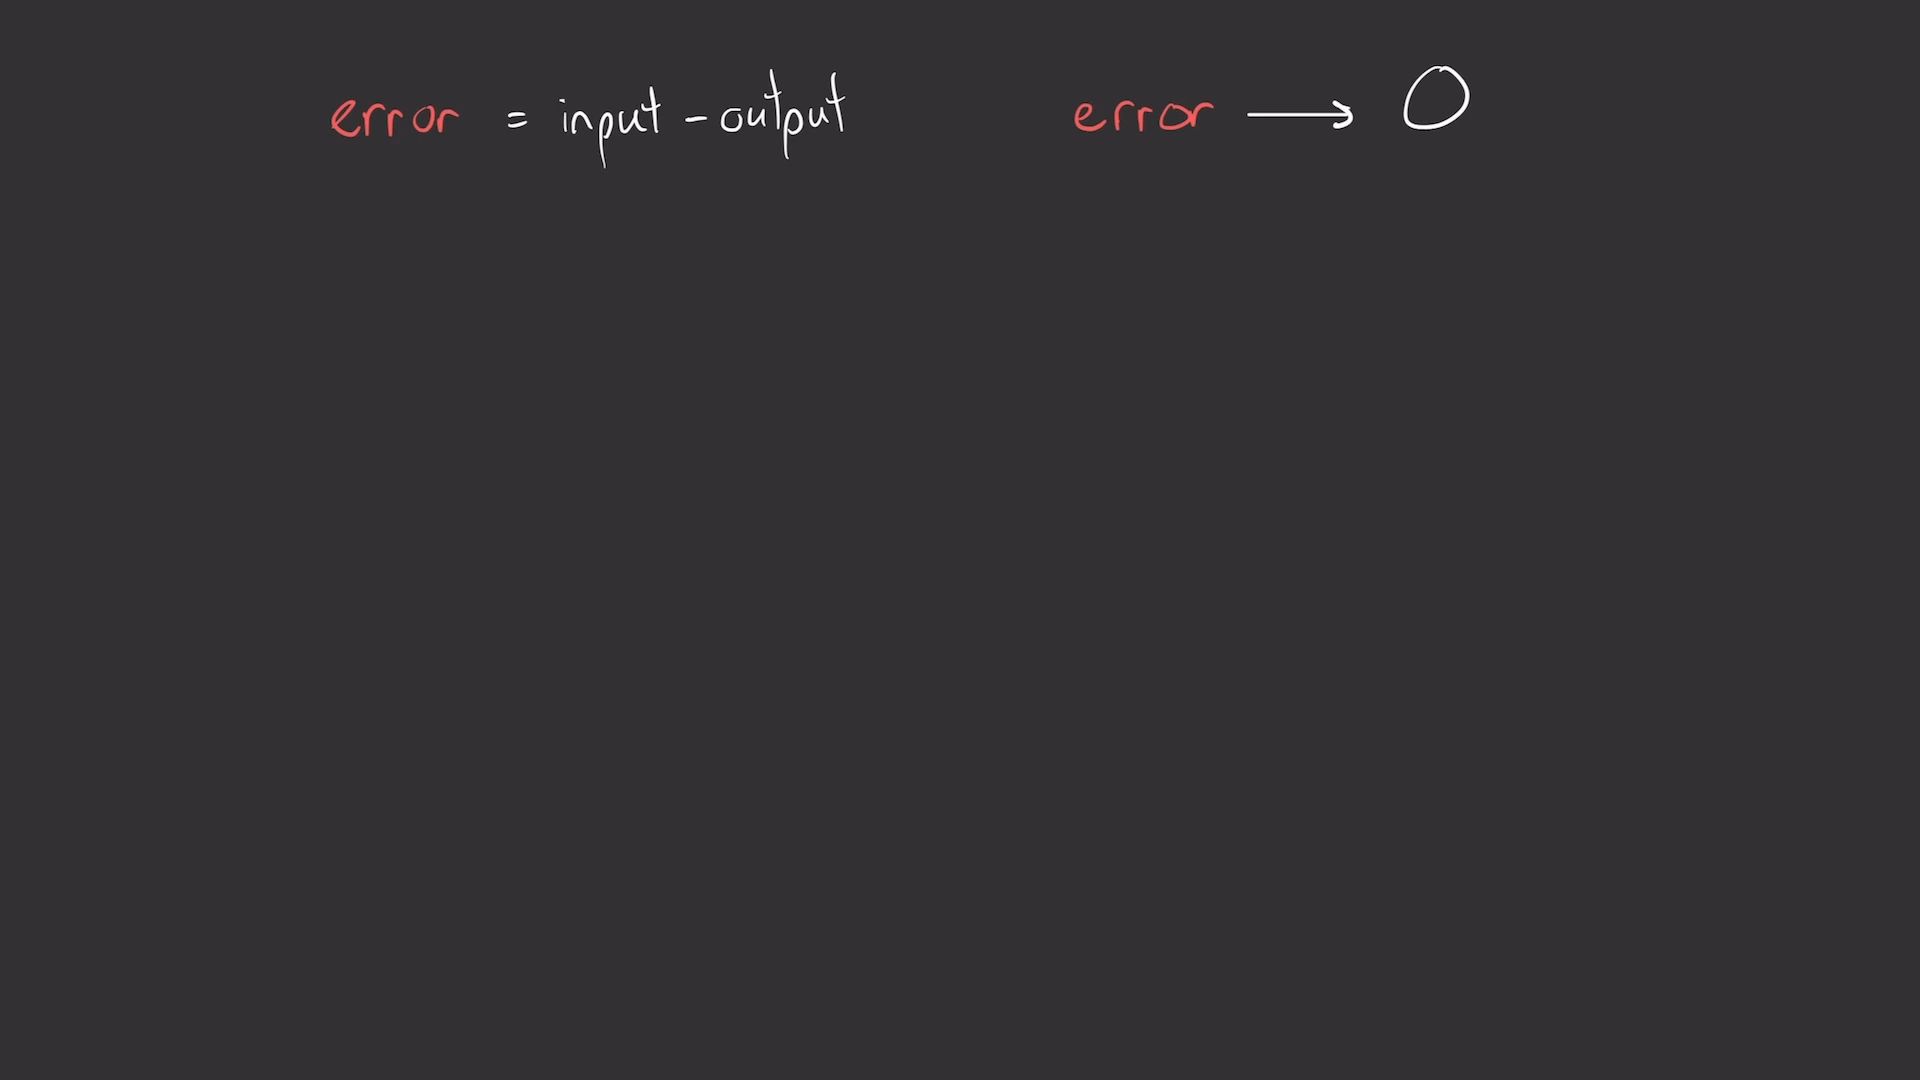 error = input - output error → 0